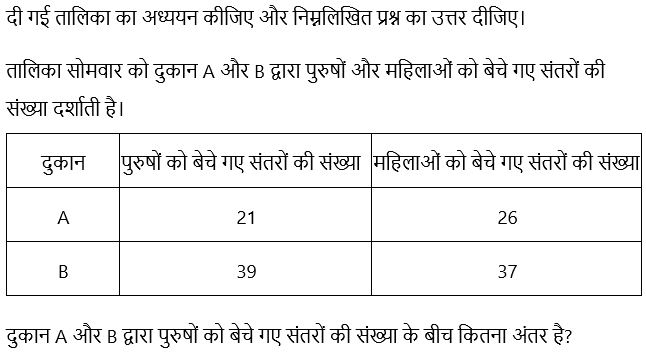 दी गई तालिका का अध्ययन कीजिए और निम्नलिखित प्रश्न का उत्तर दीजिए।
तालिका सोमवार को दुकान A और B द्वारा पुरुषों और महिलाओं को बेचे गए संतरों की
संख्या दर्शाती है।
दुकान पुरुषों को बेचे गए संतरों की संख्या महिलाओं को बेचे गए संतरों की संख्या
A 21 26
B 39 37
दुकान A और B द्वारा पुरुषों को बेचे गए संतरों की संख्या के बीच कितना अंतर है?